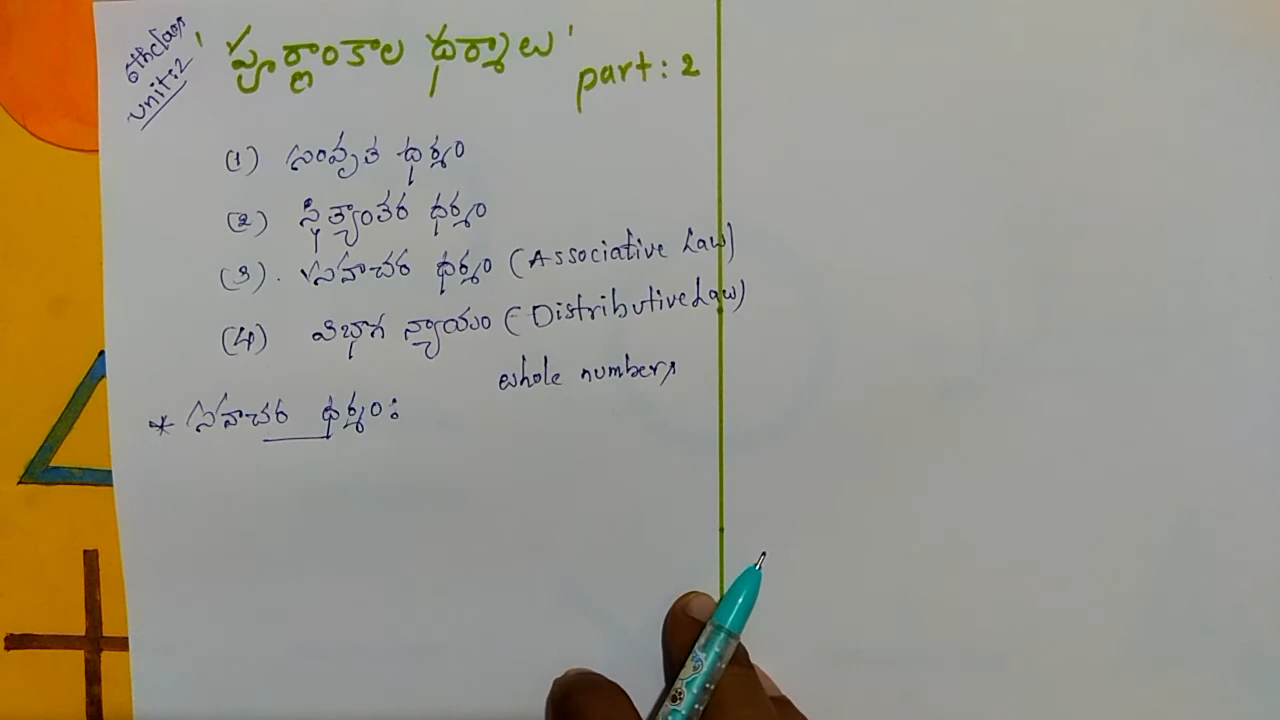 6th class
unit:2
' పూర్ణాంకాల ధర్మాలు '
part : 2
(1) సంవృత ధర్మం
(2) స్థిత్యాంతర ధర్మం
(3). సహచర ధర్మం (Associative Law)
(4) విభాగ న్యాయం (Distributive Law)
whole numbers
* సహచర ధర్మం :